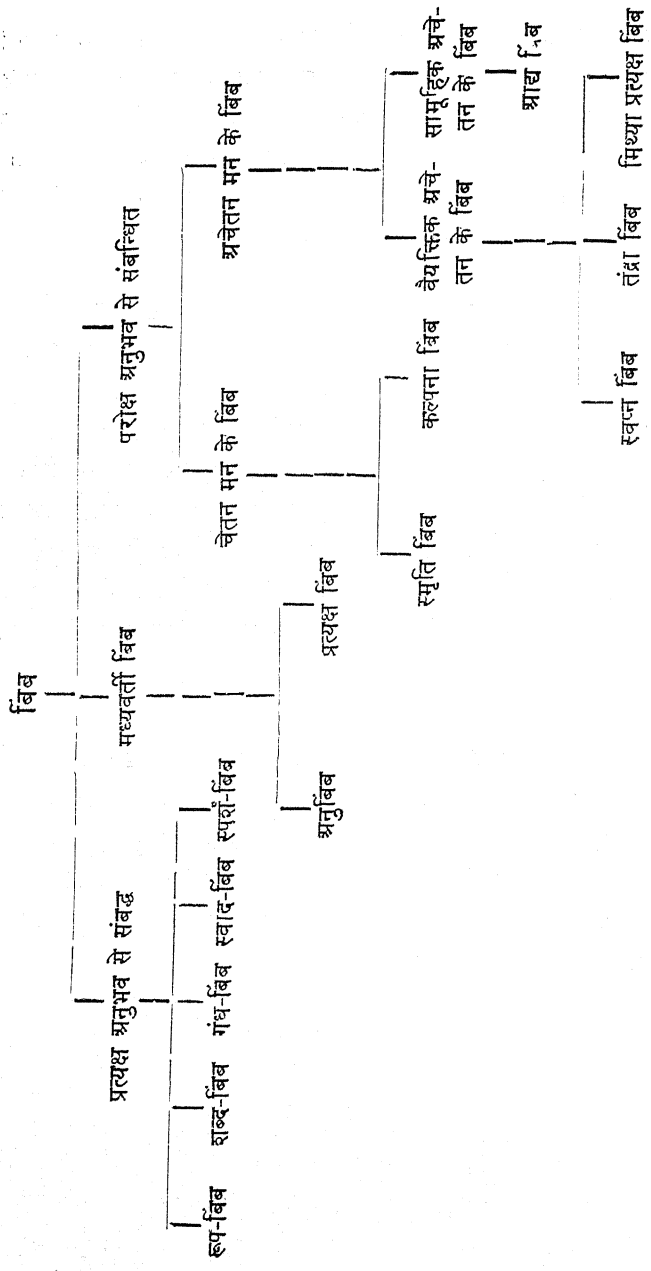 बिंब
प्रत्यक्ष अनुभव से संबद्ध मध्यवर्ती बिंब परोक्ष अनुभव से संबन्धित
रूप-बिंब शब्द-बिंब गंध-बिंब स्वाद-बिंब स्पर्श-बिंब चेतन मन के बिंब अचेतन मन के बिंब
अनुबिंब प्रत्यक्ष बिंब
स्मृति बिंब कल्पना बिंब वैयक्तिक अचे- सामूहिक अचे-
तन के बिंब तन के बिंब
आद्य
स्वप्न बिंब तंद्रा बिंब मिथ्या प्रत्यक्ष बिंब